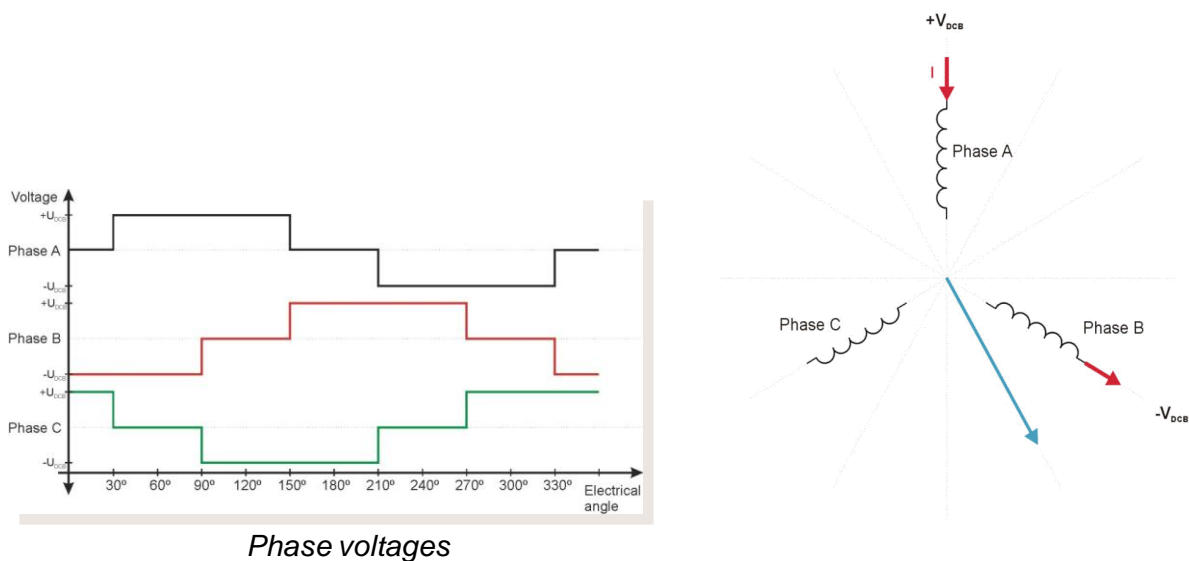 Voltage
+U_DCB
Phase A
-U_DCB
+U_DCB
Phase B
-U_DCB
+U_DCB
Phase C
-U_DCB
30º 60º 90º 120º 150º 180º 210º 240º 270º 300º 330º
Electrical
angle
Phase voltages
+V_DCB
I
Phase A
Phase C
Phase B
-V_DCB